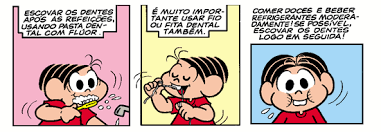 ESCOVAR OS DENTES
APÓS AS REFEIÇÕES,
USANDO PASTA DEN-
TAL COM FLÚOR.
É MUITO IMPOR-
TANTE USAR FIO
OU FITA DENTAL
TAMBÉM.
COMER DOCES E BEBER
REFRIGERANTES MODERA-
DAMENTE! SE POSSÍVEL,
ESCOVAR OS DENTES
LOGO EM SEGUIDA!